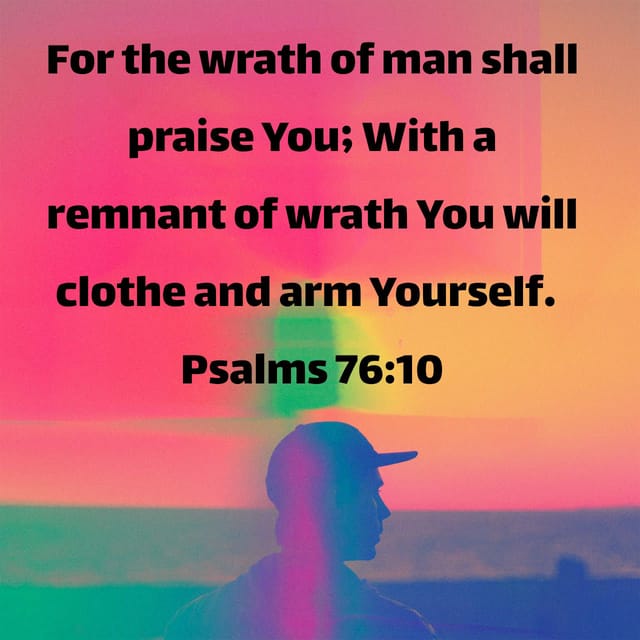 For the wrath of man shall
praise You; With a
remnant of wrath You will
clothe and arm Yourself.
Psalms 76:10